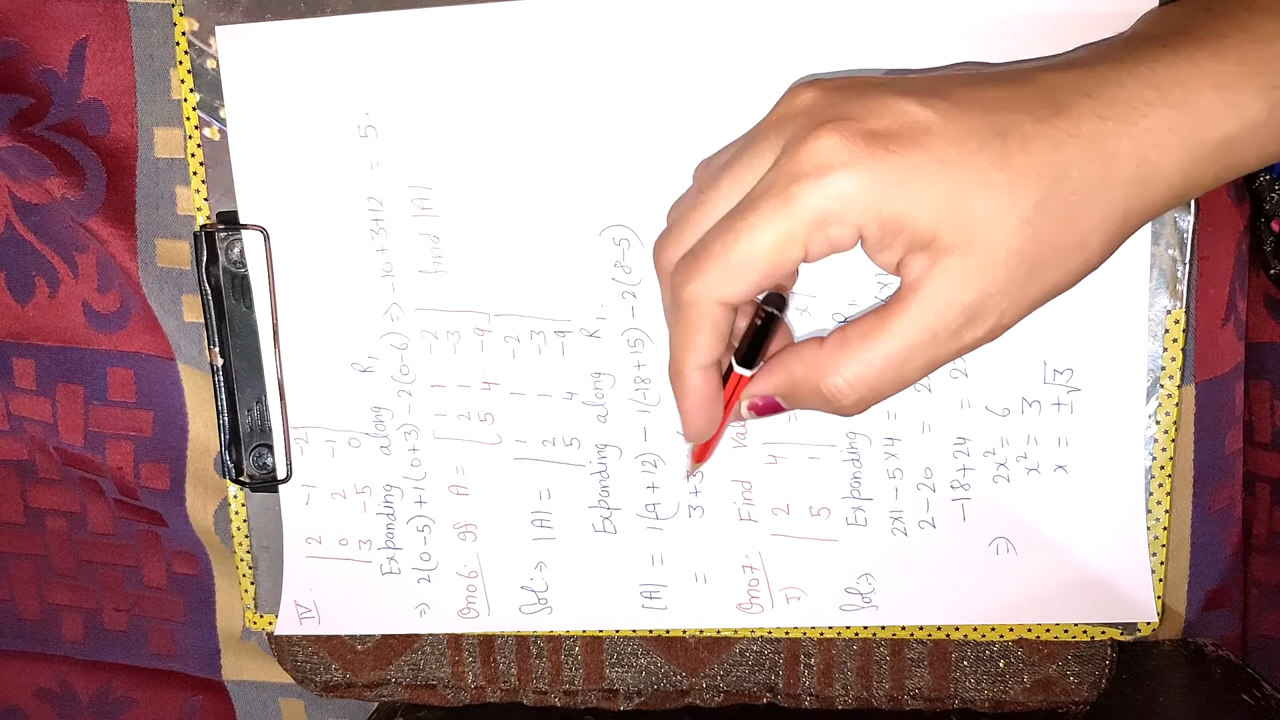 IV. | 2 -1 -2 |
| 0 2 -1 |
| 3 -5 0 |
Expanding along R₁
⇒ 2(0-5)+1(0+3)-2(0-6) ⇒ -10+3+12 = 5.
Qno6. If A = [ 1 1 -2 ] find |A|
2 1 -3
5 4 -9
Sol:→ |A| = | 1 1 -2 |
| 2 1 -3 |
| 5 4 -9 |
Expanding along R₁.
|A| = 1(-9+12) - 1(-18+15) - 2(8-5)
= 3+3
Qno7. Find
I) | 2 4 | =
| 5 1 |
Sol:→ Expanding R₁
2x1 - 5x4 =
2-20 =
-18+24 =
⇒ 2x² = 6
x² = 3
x = ±√3